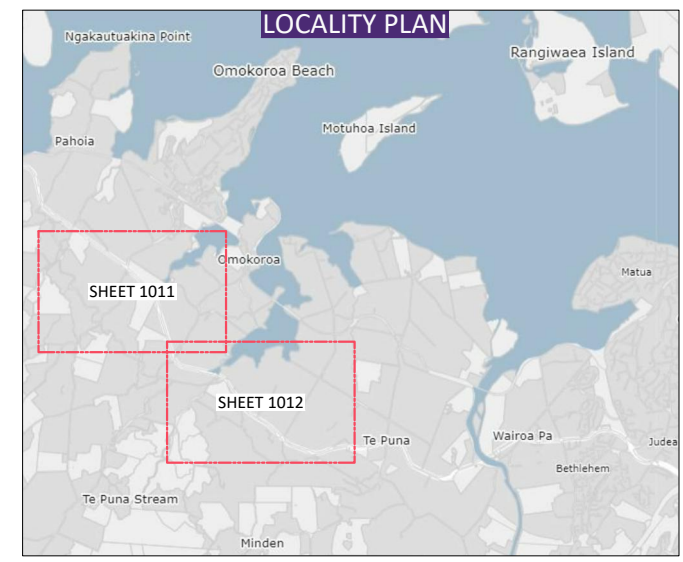 LOCALITY PLAN
Ngakautuakina Point
Rangiwaea Island
Omokoroa Beach
Motuhoa Island
Pahoia
Omokoroa
Matua
SHEET 1011
SHEET 1012
Te Puna
Wairoa Pa
Judea
Bethlehem
Te Puna Stream
Minden